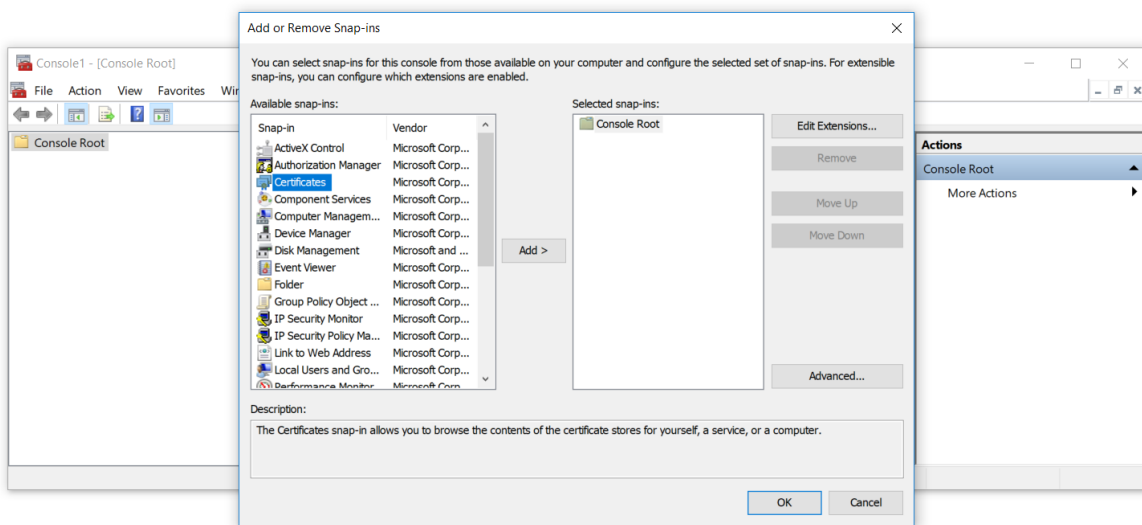 Add or Remove Snap-ins
Console1 - [Console Root]
File Action View Favorites Wir
Console Root
You can select snap-ins for this console from those available on your computer and configure the selected set of snap-ins. For extensible
snap-ins, you can configure which extensions are enabled.
Available snap-ins:
Snap-in Vendor
ActiveX Control Microsoft Corp...
Authorization Manager Microsoft Corp...
Certificates Microsoft Corp...
Component Services Microsoft Corp...
Computer Managem... Microsoft Corp...
Device Manager Microsoft Corp...
Disk Management Microsoft and ...
Event Viewer Microsoft Corp...
Folder Microsoft Corp...
Group Policy Object ... Microsoft Corp...
IP Security Monitor Microsoft Corp...
IP Security Policy Ma... Microsoft Corp...
Link to Web Address Microsoft Corp...
Local Users and Gro... Microsoft Corp...
Performance Monitor Microsoft Corp...
Add >
Selected snap-ins:
Console Root
Edit Extensions...
Remove
Move Up
Move Down
Advanced...
Description:
The Certificates snap-in allows you to browse the contents of the certificate stores for yourself, a service, or a computer.
OK Cancel
Actions
Console Root
More Actions